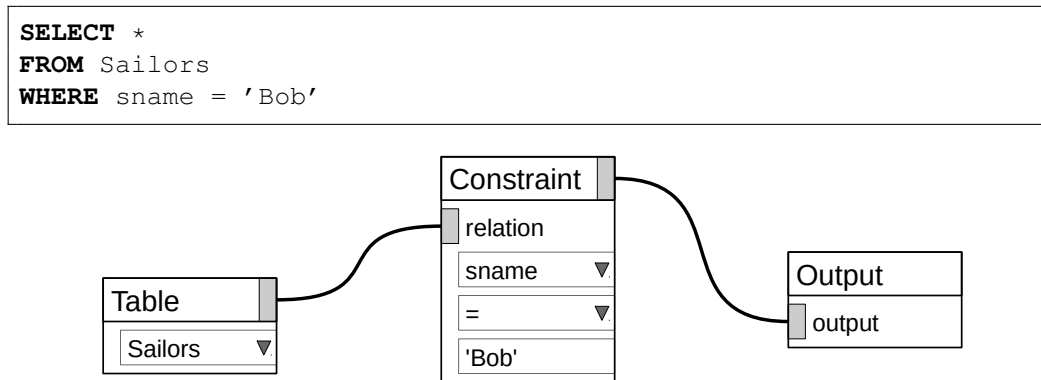 SELECT *
FROM Sailors
WHERE sname = 'Bob'
Constraint
relation
sname
=
'Bob'
Table
Sailors
Output
output